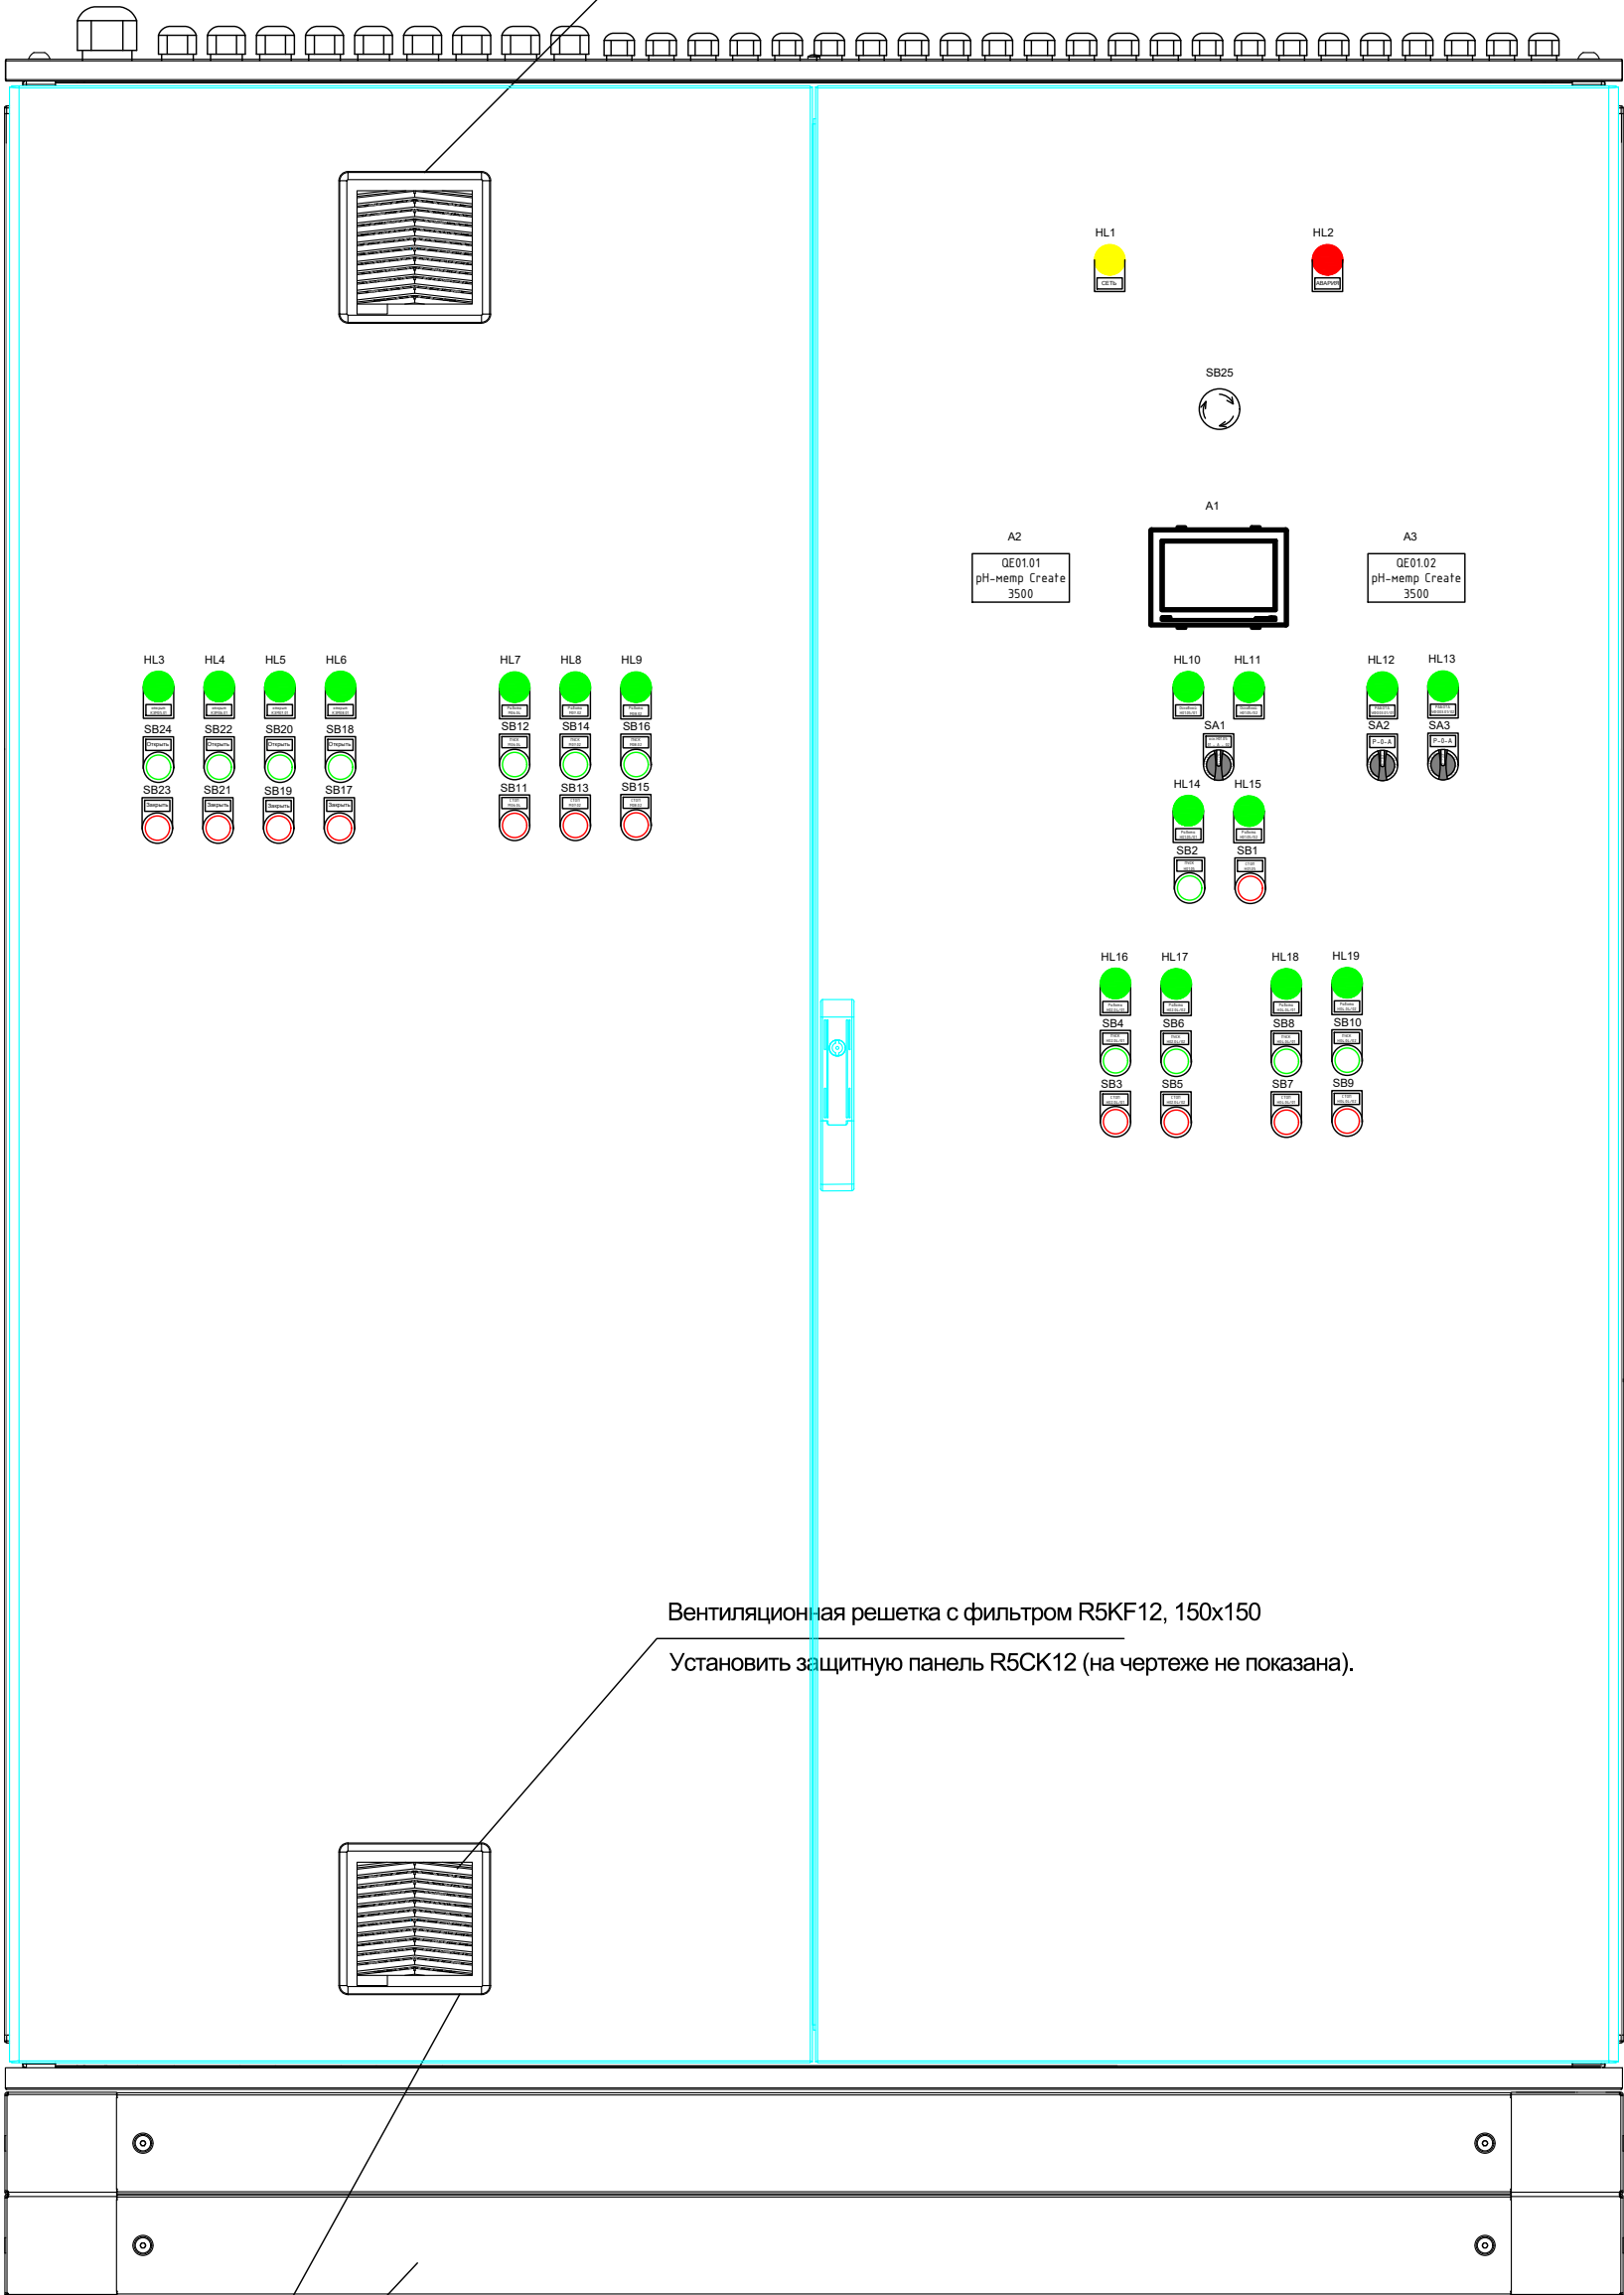 HL1 HL2
СЕТЬ АВАРИЯ
SB25
A1
A2 A3
QE01.01
pH-метр Create
3500
QE01.02
pH-метр Create
3500
HL3 HL4 HL5 HL6 HL7 HL8 HL9 HL10 HL11 HL12 HL13
SB24 SB22 SB20 SB18 SB12 SB14 SB16 SA1 SA2 SA3
Открыть Открыть Открыть Открыть
Р-0-А Р-0-А
SB23 SB21 SB19 SB17 SB11 SB13 SB15 HL14 HL15
Закрыть Закрыть Закрыть Закрыть
SB2 SB1
HL16 HL17 HL18 HL19
SB4 SB6 SB8 SB10
SB3 SB5 SB7 SB9
Вентиляционная решетка с фильтром R5KF12, 150x150
Установить защитную панель R5CK12 (на чертеже не показана).